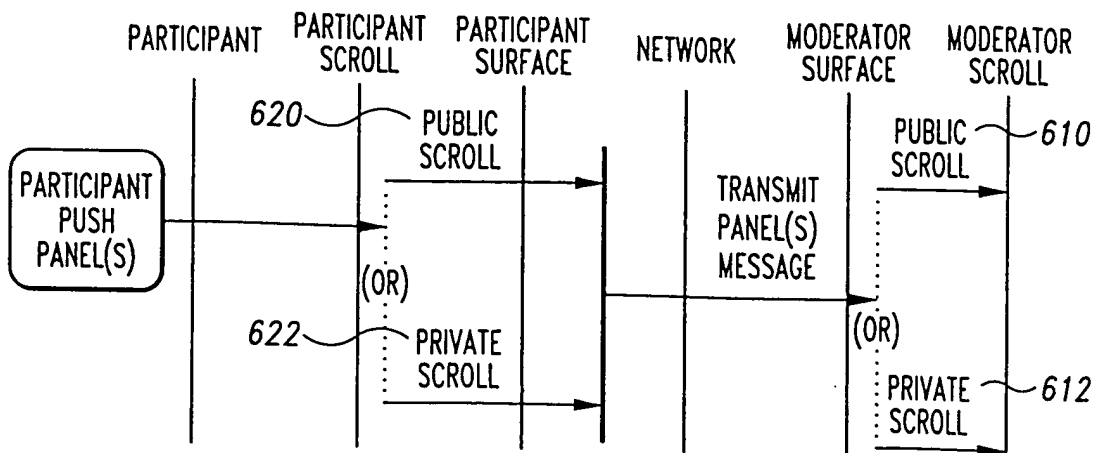 PARTICIPANT
PARTICIPANT
SCROLL
PARTICIPANT
SURFACE
NETWORK
MODERATOR
SURFACE
MODERATOR
SCROLL
620
PUBLIC
SCROLL
PUBLIC
SCROLL
610
PARTICIPANT
PUSH
PANEL(S)
TRANSMIT
PANEL(S)
MESSAGE
(OR)
(OR)
622
PRIVATE
SCROLL
PRIVATE
SCROLL
612